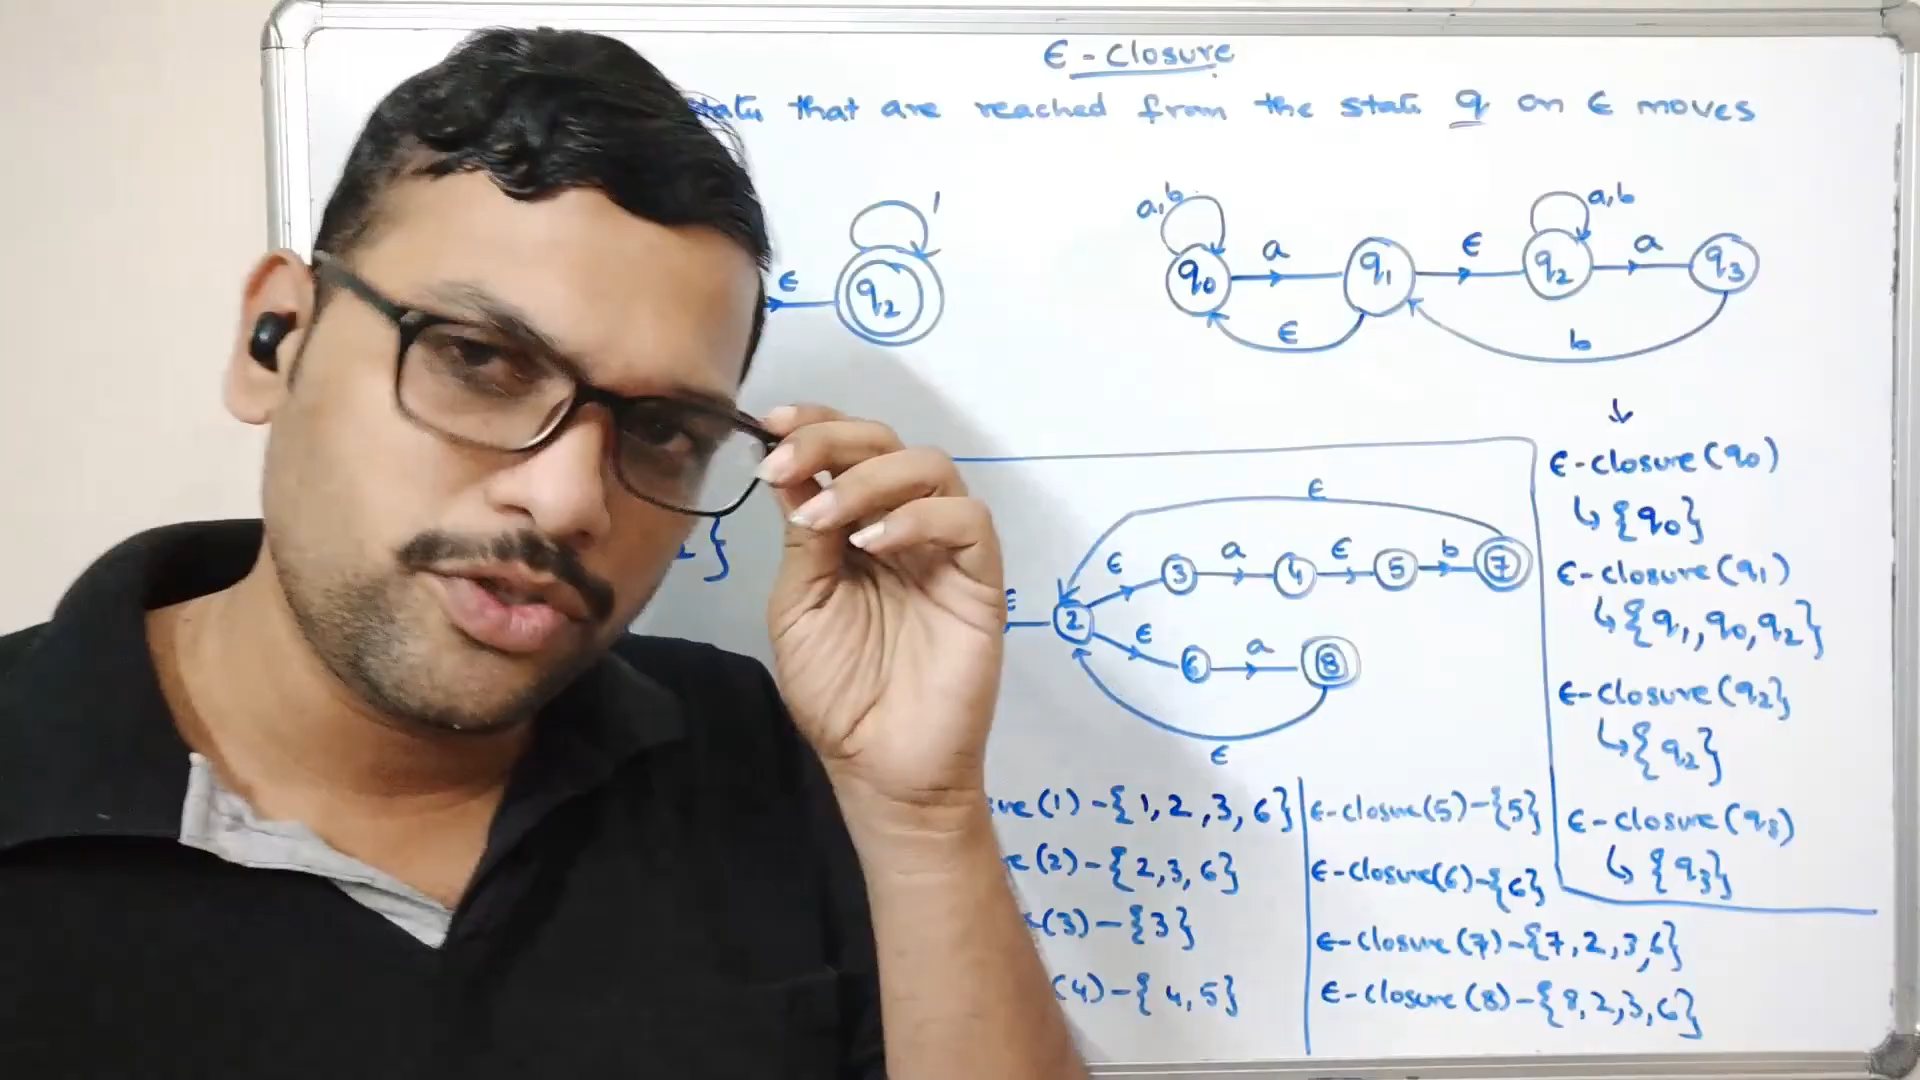 ε - closure
that are reached from the state q on ε moves
1
ε
q2
a,b
q0
a
q1
ε
a,b
q2
a
q3
ε
b
↓
ε-closure(q0)
↳ {q0}
ε-closure(q1)
↳ {q1, q0, q2}
ε-closure(q2}
↳ {q2}
ε-closure(q3)
↳ {q3}
}
ε
ε
3
a
4
ε
5
b
7
ε
2
ε
6
a
8
ε
(1) - {1, 2, 3, 6}
(2) - {2, 3, 6}
(3) - {3}
(4) - {4, 5}
ε-closure(5) - {5}
ε-closure(6) - {6}
ε-closure(7) - {7, 2, 3, 6}
ε-closure(8) - {8, 2, 3, 6}